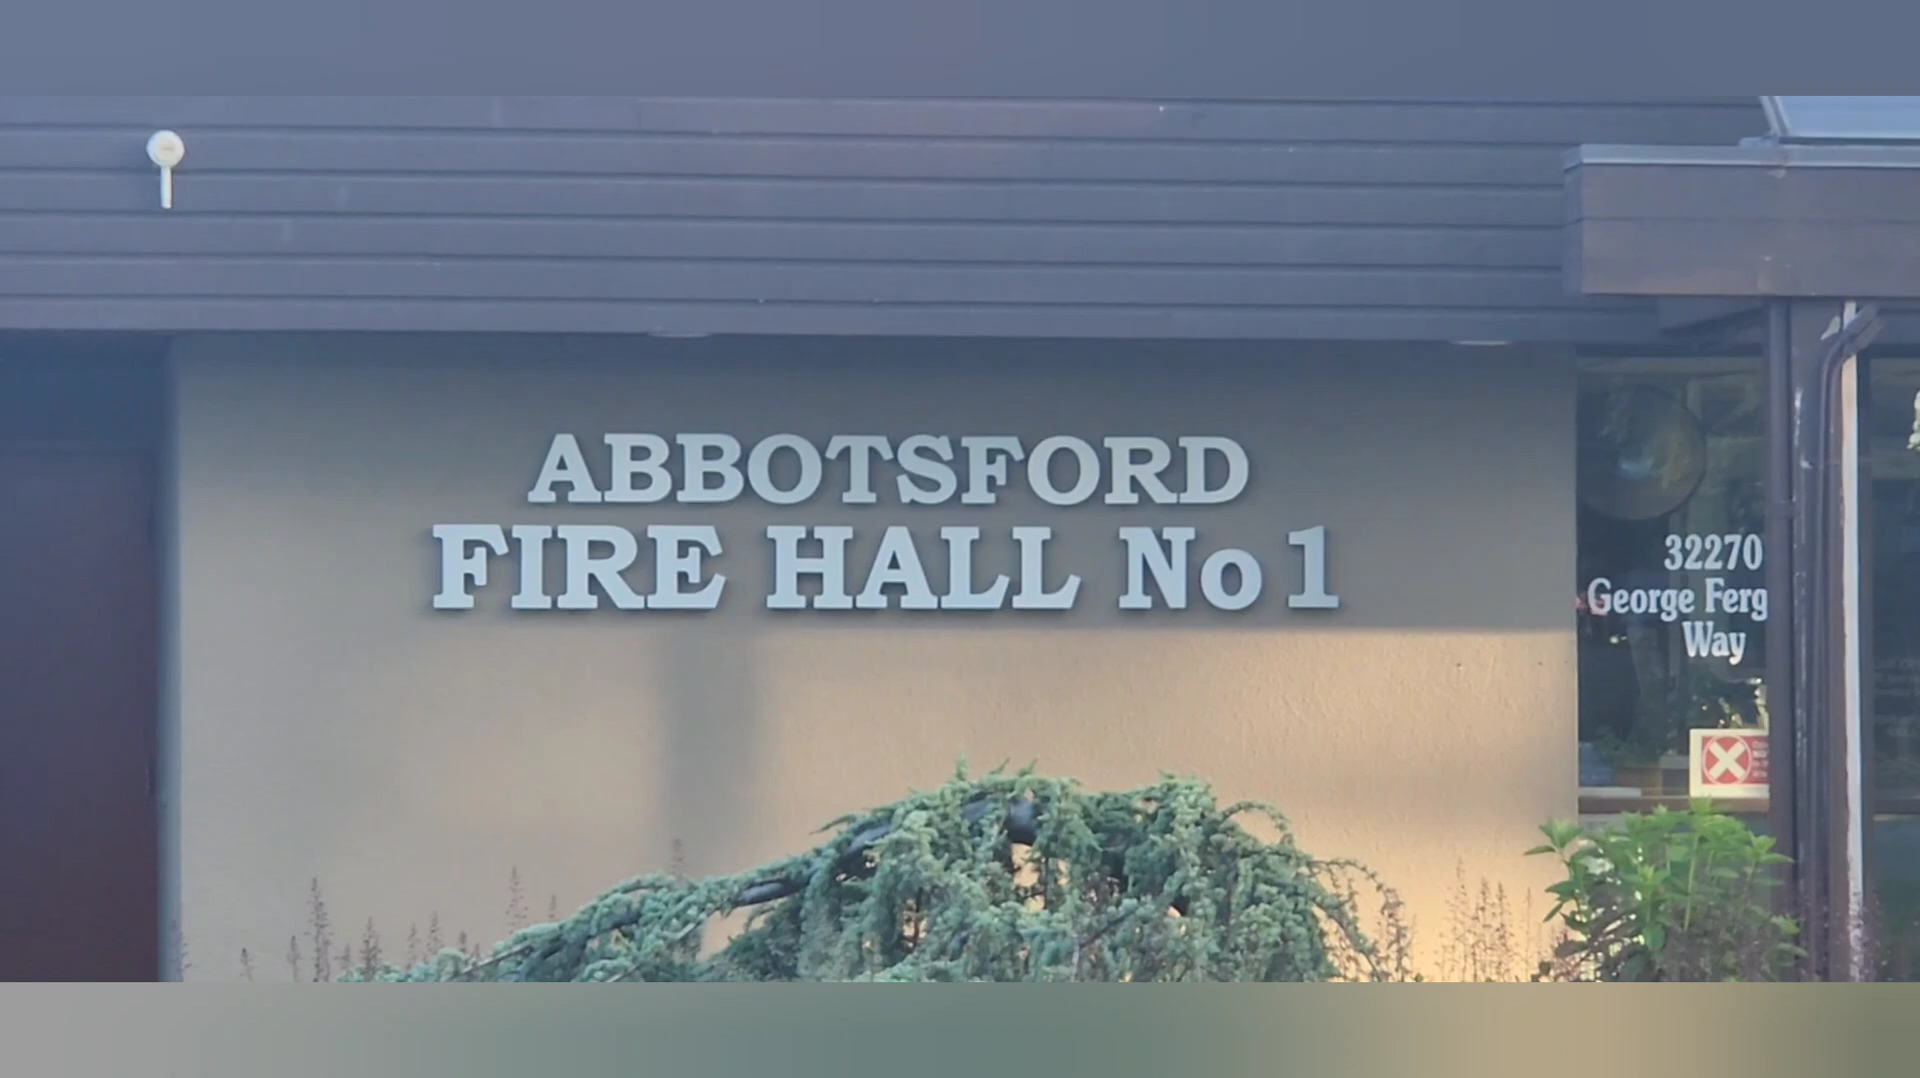 ABBOTSFORD
FIRE HALL No 1
32270
George Ferg
Way